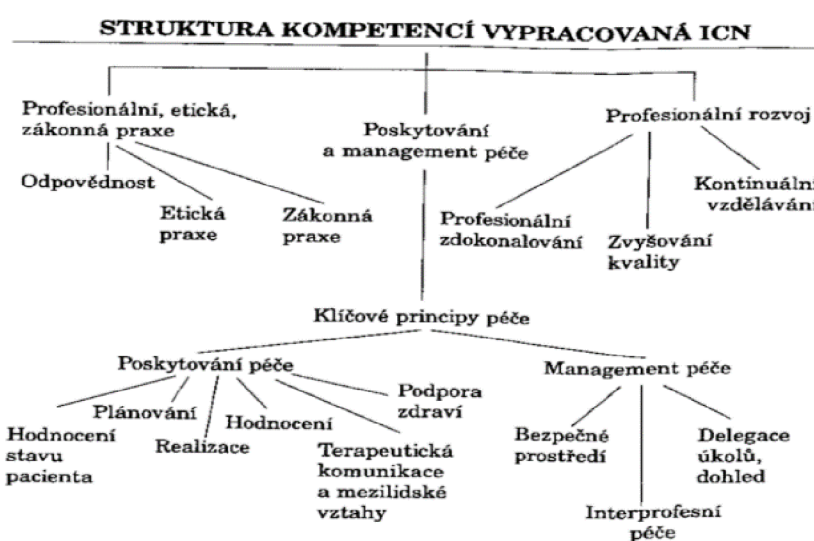 STRUKTURA KOMPETENCÍ VYPRACOVANÁ ICN
Profesionální, etická,
zákonná praxe
Poskytování
a management péče
Profesionální rozvoj
Odpovědnost
Etická
praxe
Zákonná
praxe
Profesionální
zdokonalování
Zvyšování
kvality
Kontinuální
vzdělávání
Klíčové principy péče
Poskytování péče
Management péče
Hodnocení
stavu
pacienta
Plánování
Realizace
Hodnocení
Terapeutická
komunikace
a mezilidské
vztahy
Podpora
zdraví
Bezpečné
prostředí
Interprofesní
péče
Delegace
úkolů,
dohled